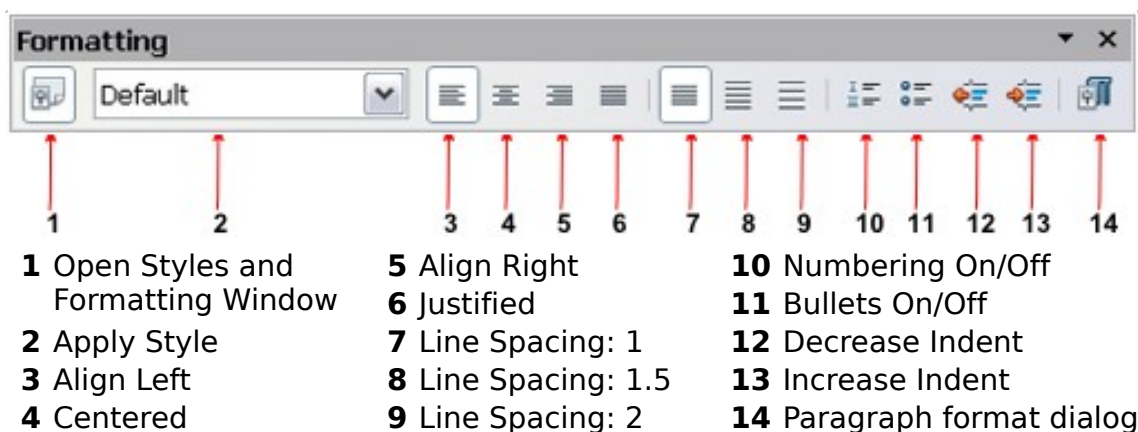 Formatting
Default
1 2 3 4 5 6 7 8 9 10 11 12 13 14
1 Open Styles and
Formatting Window
2 Apply Style
3 Align Left
4 Centered
5 Align Right
6 Justified
7 Line Spacing: 1
8 Line Spacing: 1.5
9 Line Spacing: 2
10 Numbering On/Off
11 Bullets On/Off
12 Decrease Indent
13 Increase Indent
14 Paragraph format dialog